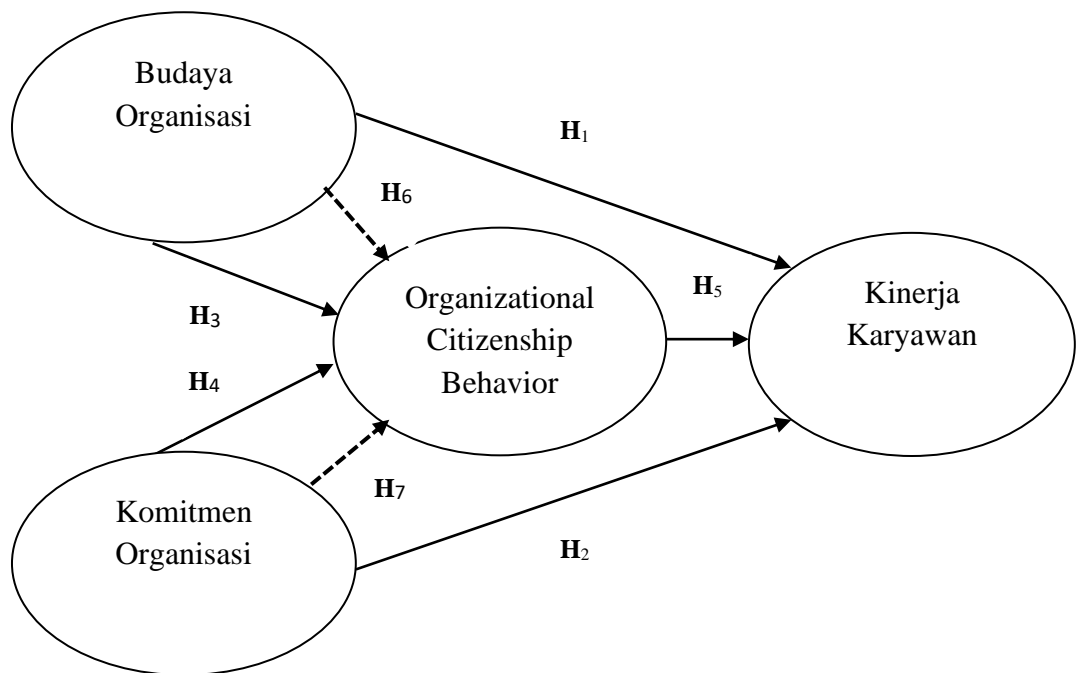 Budaya
Organisasi
H₁
H₆
H₃
Organizational
Citizenship
Behavior
H₅
Kinerja
Karyawan
H₄
H₇
Komitmen
Organisasi
H₂